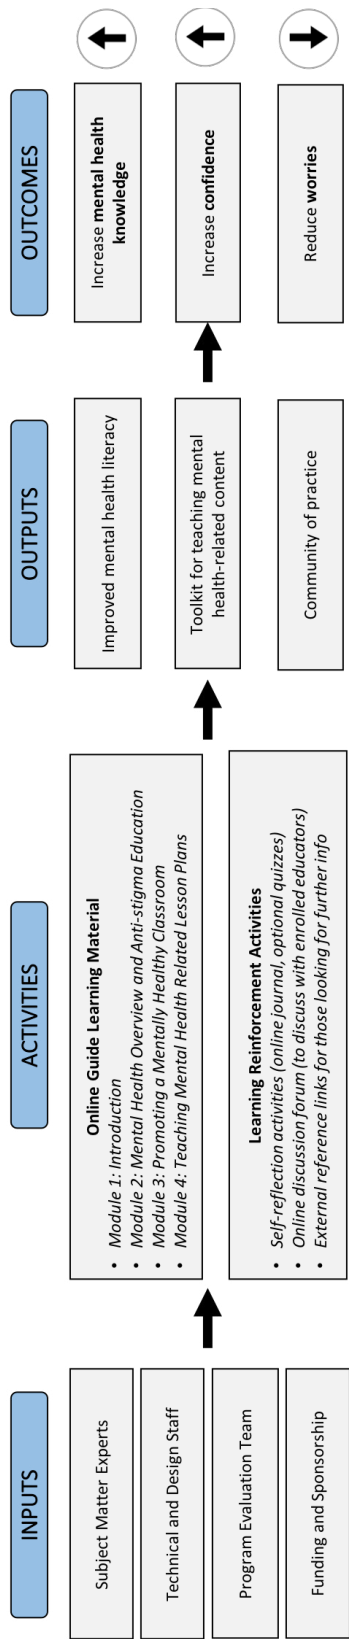 INPUTS
Subject Matter Experts
Technical and Design Staff
Program Evaluation Team
Funding and Sponsorship
ACTIVITIES
Online Guide Learning Material
• Module 1: Introduction
• Module 2: Mental Health Overview and Anti-stigma Education
• Module 3: Promoting a Mentally Healthy Classroom
• Module 4: Teaching Mental Health Related Lesson Plans
Learning Reinforcement Activities
• Self-reflection activities (online journal, optional quizzes)
• Online discussion forum (to discuss with enrolled educators)
• External reference links for those looking for further info
OUTPUTS
Improved mental health literacy
Toolkit for teaching mental
health-related content
Community of practice
OUTCOMES
Increase mental health
knowledge
Increase confidence
Reduce worries